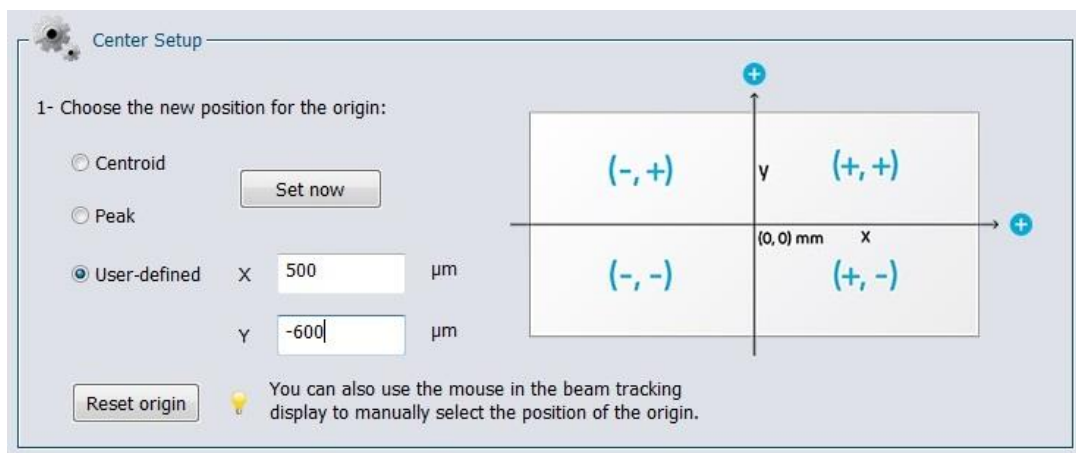 Center Setup
1- Choose the new position for the origin:
Centroid
Set now
Peak
User-defined X 500 μm
Y -600 μm
Reset origin
You can also use the mouse in the beam tracking
display to manually select the position of the origin.
+
(-, +)
y
(+, +)
+
(0, 0) mm x
(-, -)
(+, -)